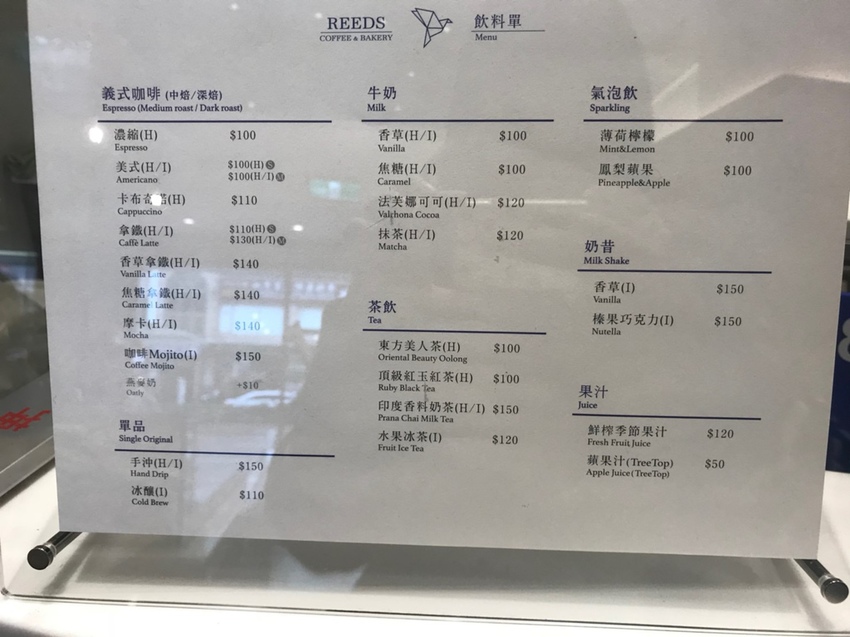 REEDS
COFFEE & BAKERY
飲料單
Menu
義式咖啡 (中焙/深焙)
Espresso (Medium roast / Dark roast)
濃縮(H) $100
Espresso
美式(H/I) $100(H) S
Americano $100(H/I) M
卡布奇諾(H) $110
Cappuccino
拿鐵(H/I) $110(H) S
Caffè Latte $130(H/I) M
香草拿鐵(H/I) $140
Vanilla Latte
焦糖拿鐵(H/I) $140
Caramel Latte
摩卡(H/I) $140
Mocha
咖啡Mojito(I) $150
Coffee Mojito
燕麥奶 +$10
Oatly
單品
Single Original
手沖(H/I) $150
Hand Drip
冰釀(I) $110
Cold Brew
牛奶
Milk
香草(H/I) $100
Vanilla
焦糖(H/I) $100
Caramel
法芙娜可可(H/I) $120
Valrhona Cocoa
抹茶(H/I) $120
Matcha
茶飲
Tea
東方美人茶(H) $100
Oriental Beauty Oolong
頂級紅玉紅茶(H) $100
Ruby Black Tea
印度香料奶茶(H/I) $150
Prana Chai Milk Tea
水果冰茶(I) $120
Fruit Ice Tea
氣泡飲
Sparkling
薄荷檸檬 $100
Mint&Lemon
鳳梨蘋果 $100
Pineapple&Apple
奶昔
Milk Shake
香草(I) $150
Vanilla
榛果巧克力(I) $150
Nutella
果汁
Juice
鮮榨季節果汁 $120
Fresh Fruit Juice
蘋果汁(TreeTop) $50
Apple Juice (TreeTop)